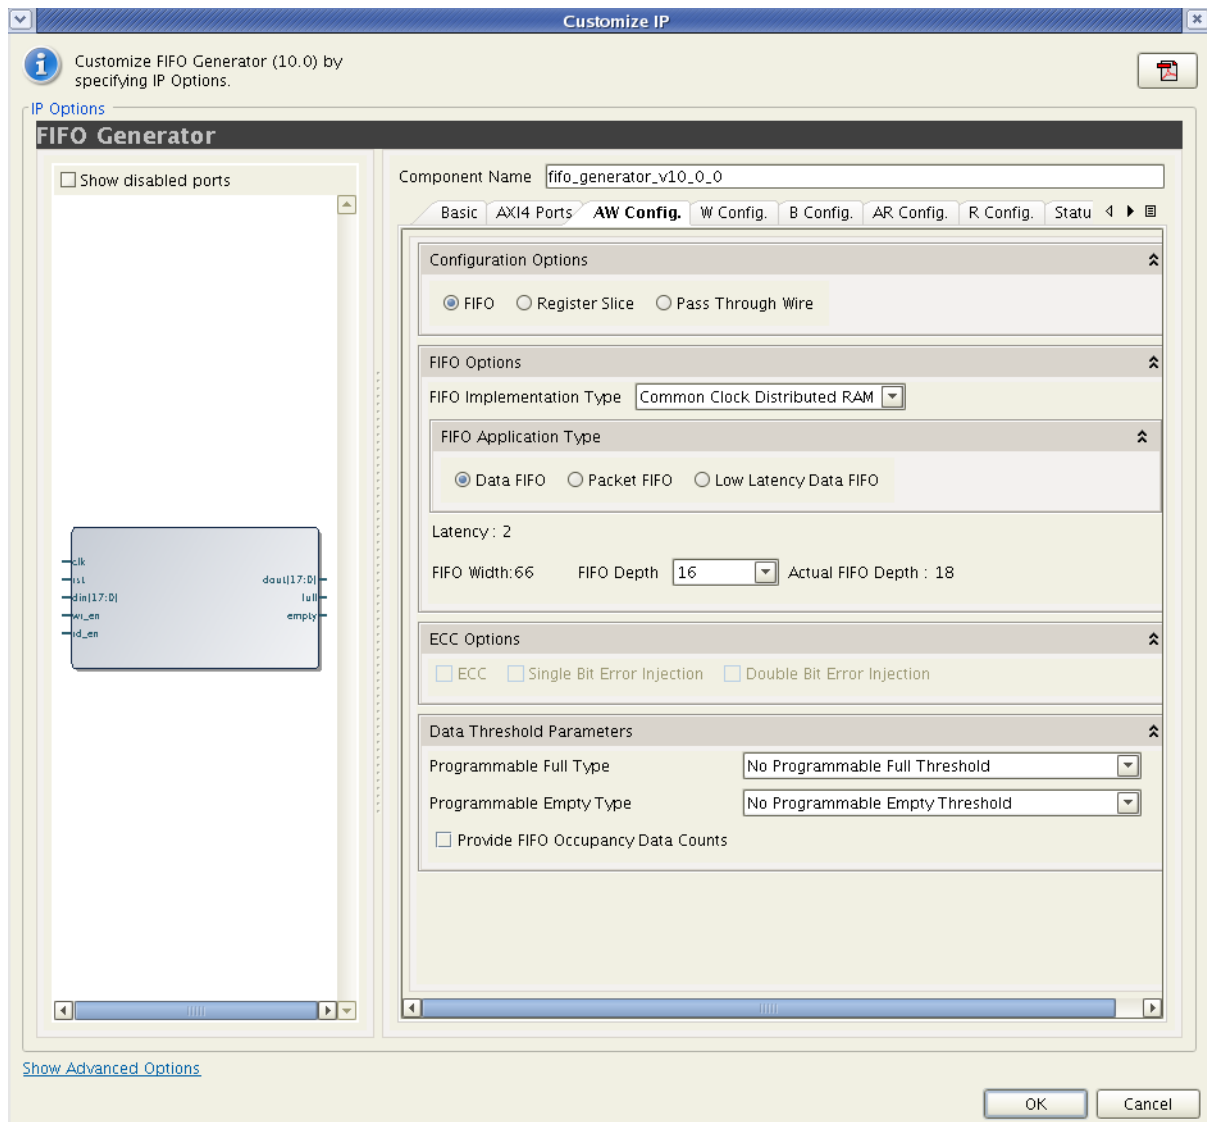 Customize IP
Customize FIFO Generator (10.0) by
specifying IP Options.
IP Options
FIFO Generator
Show disabled ports
clk
rst
din[17:0]
wr_en
rd_en
dout[17:0]
full
empty
Component Name fifo_generator_v10_0_0
Basic AXI4 Ports AW Config. W Config. B Config. AR Config. R Config. Statu
Configuration Options
FIFO Register Slice Pass Through Wire
FIFO Options
FIFO Implementation Type Common Clock Distributed RAM
FIFO Application Type
Data FIFO Packet FIFO Low Latency Data FIFO
Latency : 2
FIFO Width:66 FIFO Depth 16 Actual FIFO Depth : 18
ECC Options
ECC Single Bit Error Injection Double Bit Error Injection
Data Threshold Parameters
Programmable Full Type No Programmable Full Threshold
Programmable Empty Type No Programmable Empty Threshold
Provide FIFO Occupancy Data Counts
Show Advanced Options
OK Cancel